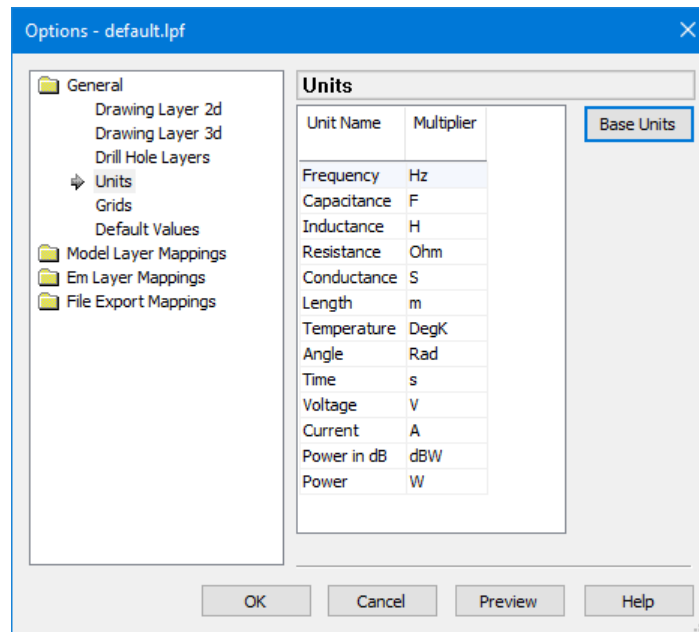 Options - default.lpf
General
Drawing Layer 2d
Drawing Layer 3d
Drill Hole Layers
Units
Grids
Default Values
Model Layer Mappings
Em Layer Mappings
File Export Mappings
Units
Unit Name Multiplier
Frequency Hz
Capacitance F
Inductance H
Resistance Ohm
Conductance S
Length m
Temperature DegK
Angle Rad
Time s
Voltage V
Current A
Power in dB dBW
Power W
Base Units
OK Cancel Preview Help